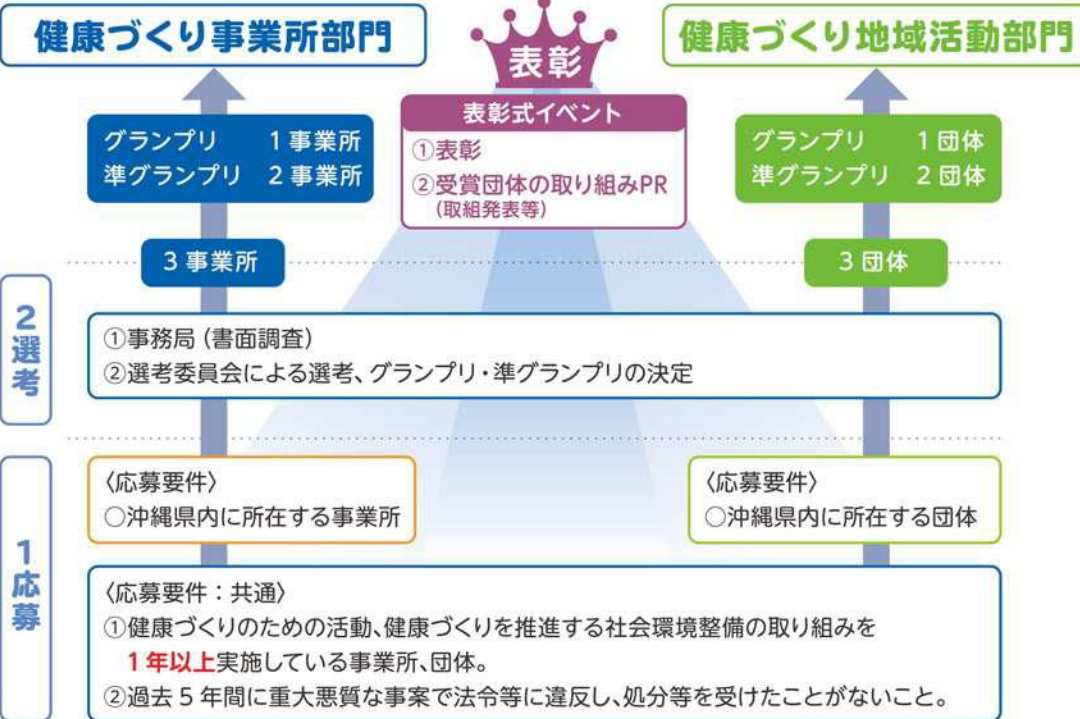 健康づくり事業所部門
表彰
健康づくり地域活動部門
グランプリ 1事業所
準グランプリ 2事業所
表彰式イベント
①表彰
②受賞団体の取り組みPR
(取組発表等)
グランプリ 1団体
準グランプリ 2団体
3事業所
3団体
2選考
①事務局(書面調査)
②選考委員会による選考、グランプリ・準グランプリの決定
1応募
〈応募要件〉
○沖縄県内に所在する事業所
〈応募要件〉
○沖縄県内に所在する団体
〈応募要件:共通〉
①健康づくりのための活動、健康づくりを推進する社会環境整備の取り組みを
1年以上実施している事業所、団体。
②過去5年間に重大悪質な事案で法令等に違反し、処分等を受けたことがないこと。